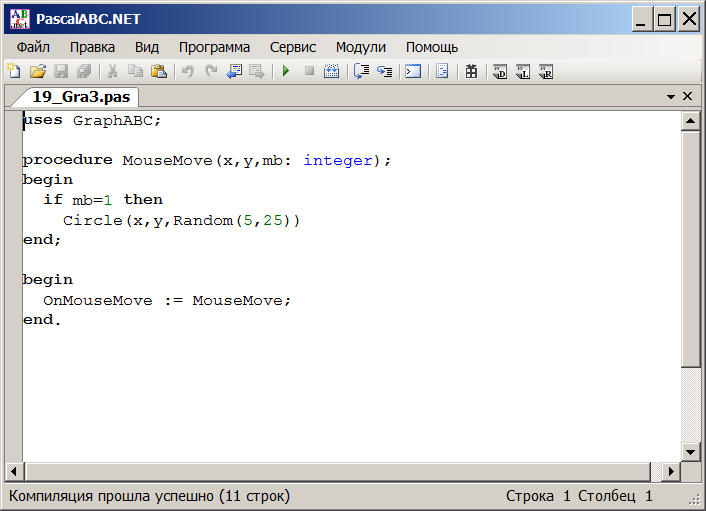 PascalABC.NET
Файл Правка Вид Программа Сервис Модули Помощь
19_Gra3.pas
uses GraphABC;
procedure MouseMove(x,y,mb: integer);
begin
if mb=1 then
Circle(x,y,Random(5,25))
end;
begin
OnMouseMove := MouseMove;
end.
Компиляция прошла успешно (11 строк) Строка 1 Столбец 1